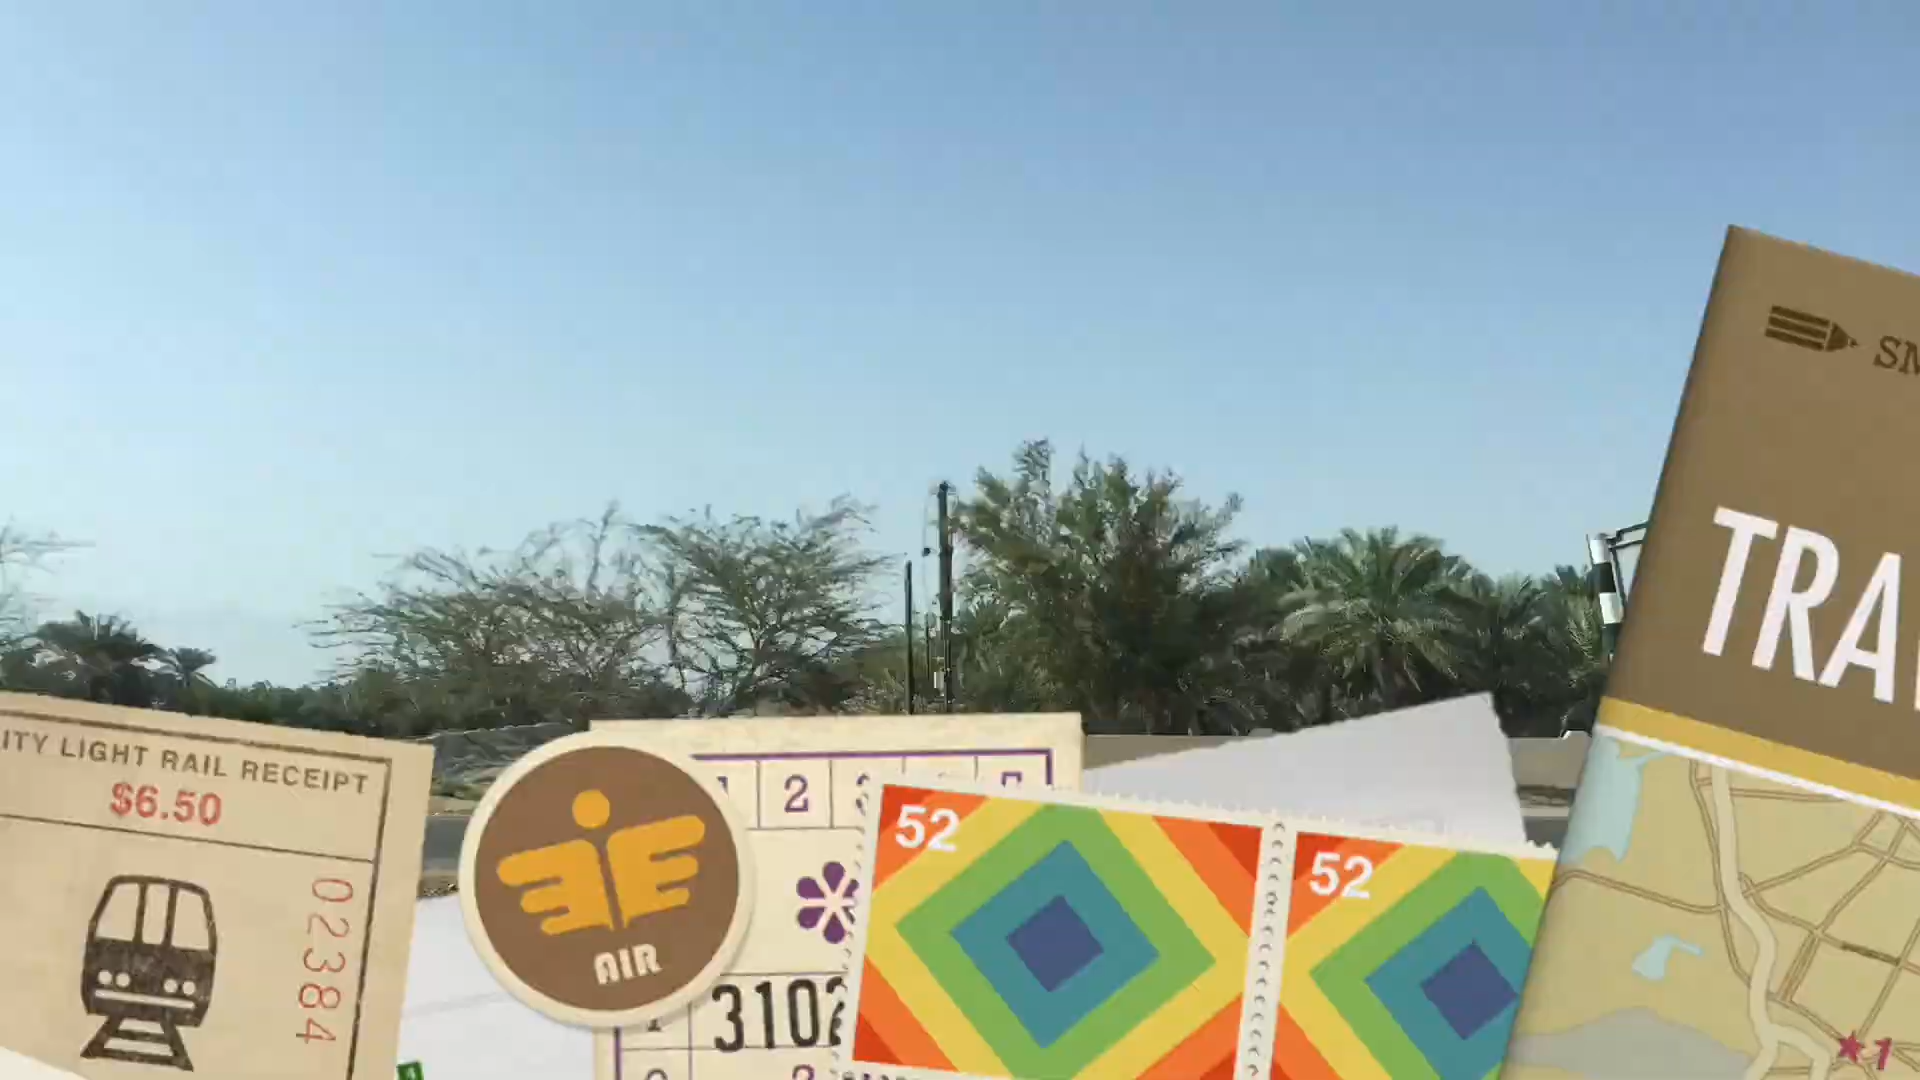 ITY LIGHT RAIL RECEIPT
$6.50
02384
AIR
1 2
3102
52
52
SM
TRA
1